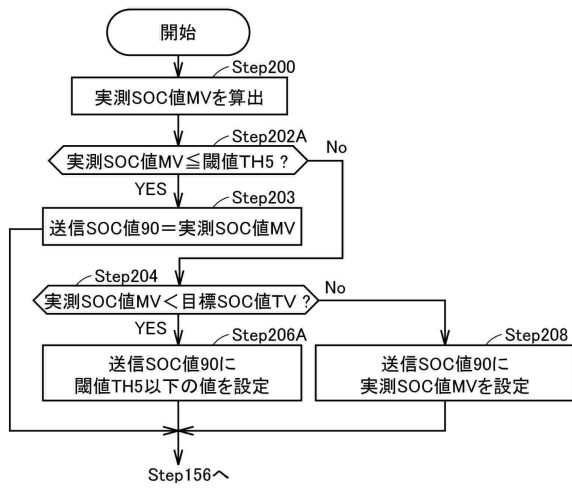 開始
Step200
実測SOC値MVを算出
Step202A
実測SOC値MV≦閾値TH5？
No
YES
Step203
送信SOC値90＝実測SOC値MV
Step204
実測SOC値MV＜目標SOC値TV？
No
YES
Step206A
送信SOC値90に
閾値TH5以下の値を設定
Step208
送信SOC値90に
実測SOC値MVを設定
Step156へ